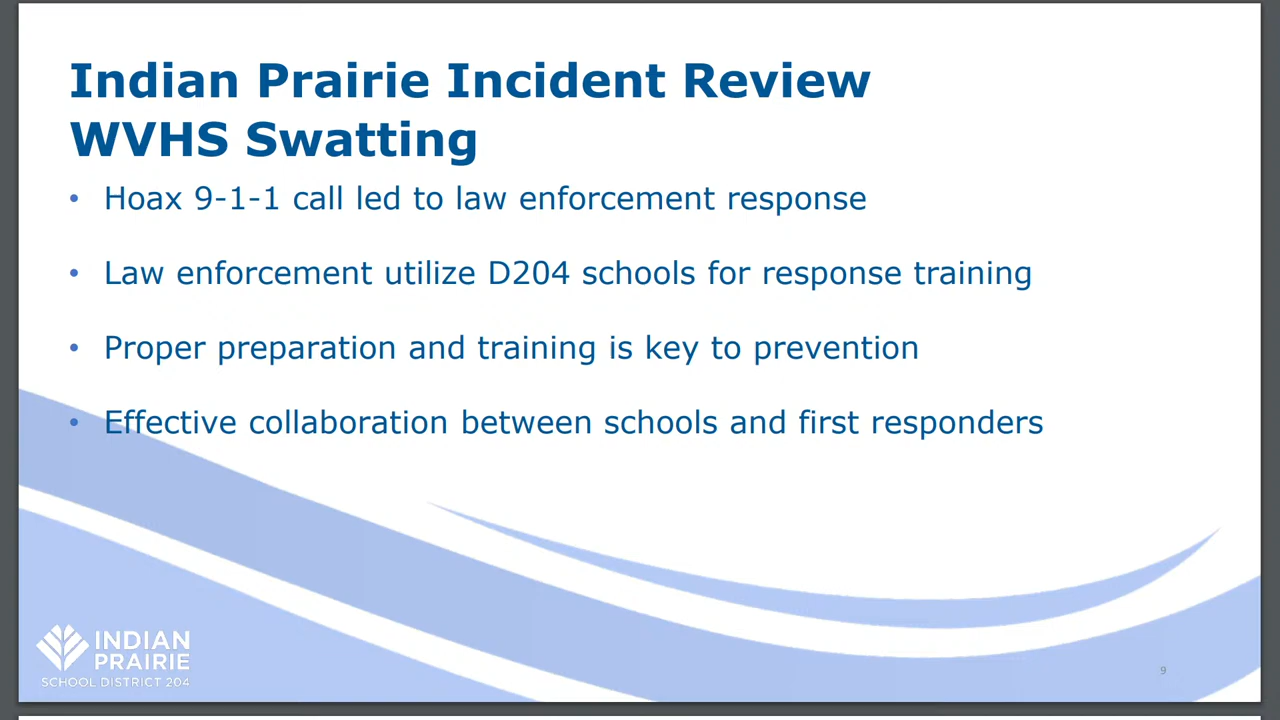 Indian Prairie Incident Review
WVHS Swatting
• Hoax 9-1-1 call led to law enforcement response
• Law enforcement utilize D204 schools for response training
• Proper preparation and training is key to prevention
• Effective collaboration between schools and first responders
INDIAN
PRAIRIE
SCHOOL DISTRICT 204
9